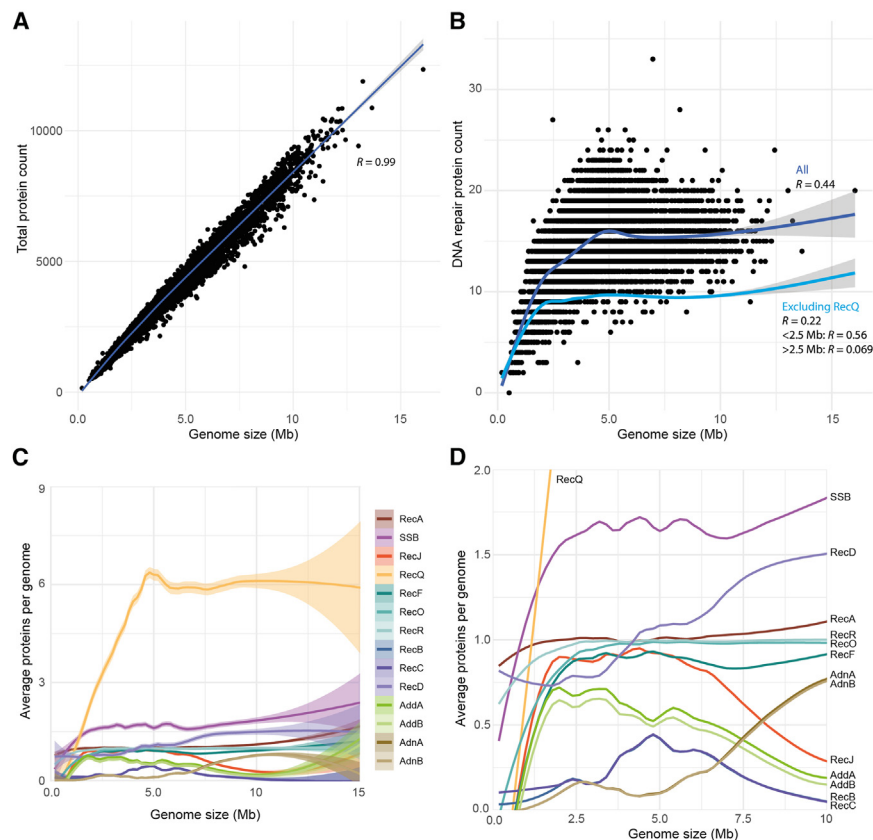 A
Total protein count
10000
5000
0
R = 0.99
0.0
5.0
10
15
Genome size (Mb)
B
DNA repair protein count
30
20
10
0
All
R = 0.44
Excluding RecQ
R = 0.22
<2.5 Mb: R = 0.56
>2.5 Mb: R = 0.069
0.0
5.0
10
15
Genome size (Mb)
C
Average proteins per genome
9
6
3
0
0.0
5.0
10
15
Genome size (Mb)
RecA
SSB
RecJ
RecQ
RecF
RecO
RecR
RecB
RecC
RecD
AddA
AddB
AdnA
AdnB
D
Average proteins per genome
2.0
1.5
1.0
0.5
0.0
RecQ
SSB
RecD
RecA
RecR
RecO
RecF
AdnA
AdnB
RecJ
AddA
AddB
RecB
RecC
0.0
2.5
5.0
7.5
10
Genome size (Mb)